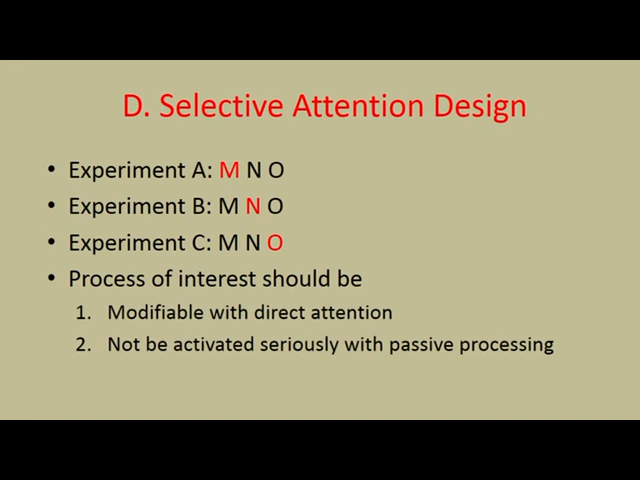 D. Selective Attention Design
• Experiment A: M N O
• Experiment B: M N O
• Experiment C: M N O
• Process of interest should be
1. Modifiable with direct attention
2. Not be activated seriously with passive processing